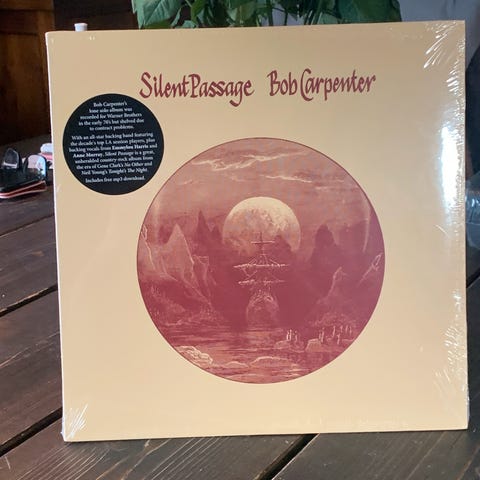 Silent Passage Bob Carpenter
Bob Carpenter's
lone solo album was
recorded for Warner Brothers
in the early 70's but shelved due
to contract problems.
With an all-star backing band featuring
the decade's top LA session players, plus
backing vocals from Emmylou Harris and
Anne Murray, Silent Passage is a great,
unheralded country-rock album from
the era of Gene Clark's No Other and
Neil Young's Tonight's The Night.
Includes free mp3 download.